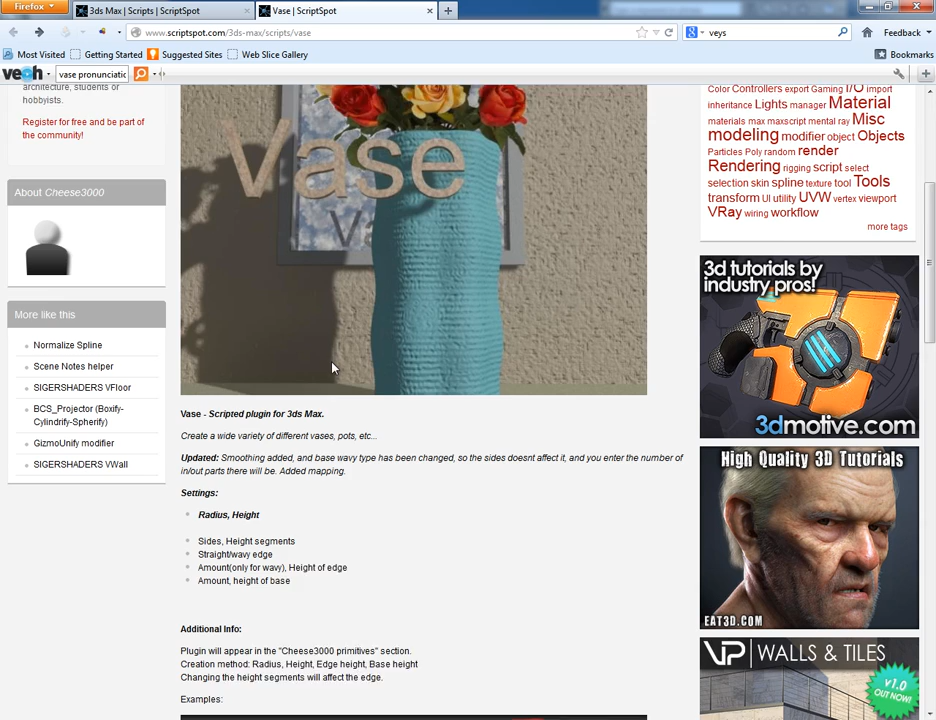 Firefox
3ds Max | Scripts | ScriptSpot
Vase | ScriptSpot
www.scriptspot.com/3ds-max/scripts/vase
veys
Feedback
Most Visited
Getting Started
Suggested Sites
Web Slice Gallery
Bookmarks
veoh
vase pronunciatic
architecture, students or
hobbyists.
Register for free and be part of
the community!
About Cheese3000
More like this
Normalize Spline
Scene Notes helper
SIGERSHADERS VFloor
BCS_Projector (Boxify-
Cylindrify-Spherify)
GizmoUnify modifier
SIGERSHADERS VWall
Vase
V
Vase - Scripted plugin for 3ds Max.
Create a wide variety of different vases, pots, etc...
Updated: Smoothing added, and base wavy type has been changed, so the sides doesnt affect it, and you enter the number of
in/out parts there will be. Added mapping.
Settings:
Radius, Height
Sides, Height segments
Straight/wavy edge
Amount(only for wavy), Height of edge
Amount, height of base
Additional Info:
Plugin will appear in the "Cheese3000 primitives" section.
Creation method: Radius, Height, Edge height, Base height
Changing the height segments will affect the edge.
Examples:
Color Controllers export Gaming I/O import
inheritance Lights manager Material
materials max maxscript mental ray Misc
modeling modifier object Objects
Particles Poly random render
Rendering rigging script select
selection skin spline texture tool Tools
transform UI utility UVW vertex viewport
VRay wiring workflow
more tags
3d tutorials by
industry pros!
3dmotive.com
High Quality 3D Tutorials
EAT3D.COM
VP | WALLS & TILES
v1.0
OUT NOW!